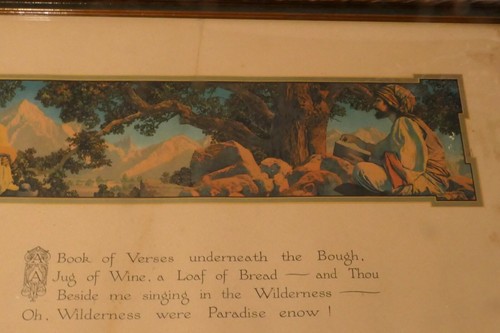 A Book of Verses underneath the Bough,
A Jug of Wine, a Loaf of Bread — and Thou
Beside me singing in the Wilderness —
Oh, Wilderness were Paradise enow !